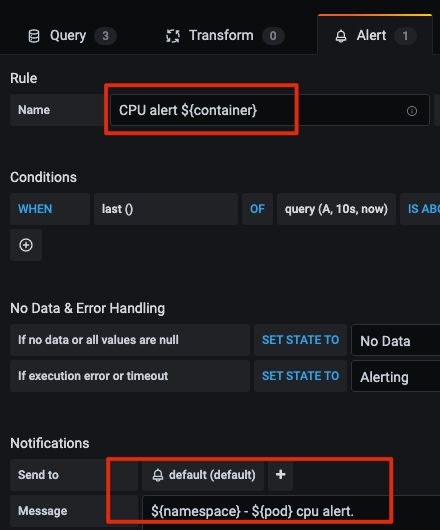 Query 3 Transform 0 Alert 1
Rule
Name CPU alert ${container}
Conditions
WHEN last () OF query (A, 10s, now) IS ABO
No Data & Error Handling
If no data or all values are null SET STATE TO No Data
If execution error or timeout SET STATE TO Alerting
Notifications
Send to default (default) +
Message ${namespace} - ${pod} cpu alert.